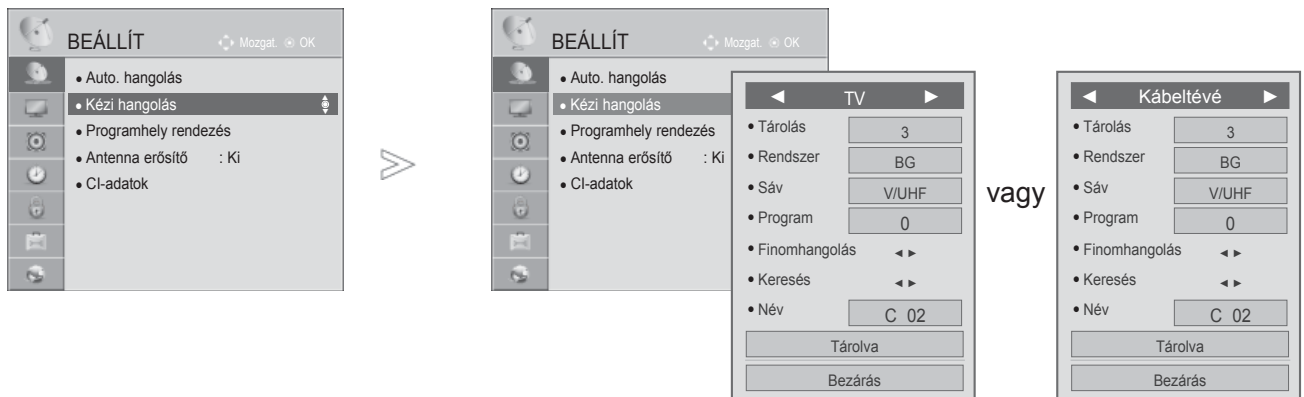 BEÁLLÍT
Mozgat. OK
• Auto. hangolás
• Kézi hangolás
• Programhely rendezés
• Antenna erősítő : Ki
• CI-adatok
BEÁLLÍT
Mozgat. OK
• Auto. hangolás
• Kézi hangolás
• Programhely rendezés
• Antenna erősítő : Ki
• CI-adatok
◄ TV ►
• Tárolás 3
• Rendszer BG
• Sáv V/UHF
• Program 0
• Finomhangolás ◄ ►
• Keresés ◄ ►
• Név C 02
Tárolva
Bezárás
vagy
◄ Kábeltévé ►
• Tárolás 3
• Rendszer BG
• Sáv V/UHF
• Program 0
• Finomhangolás ◄ ►
• Keresés ◄ ►
• Név C 02
Tárolva
Bezárás